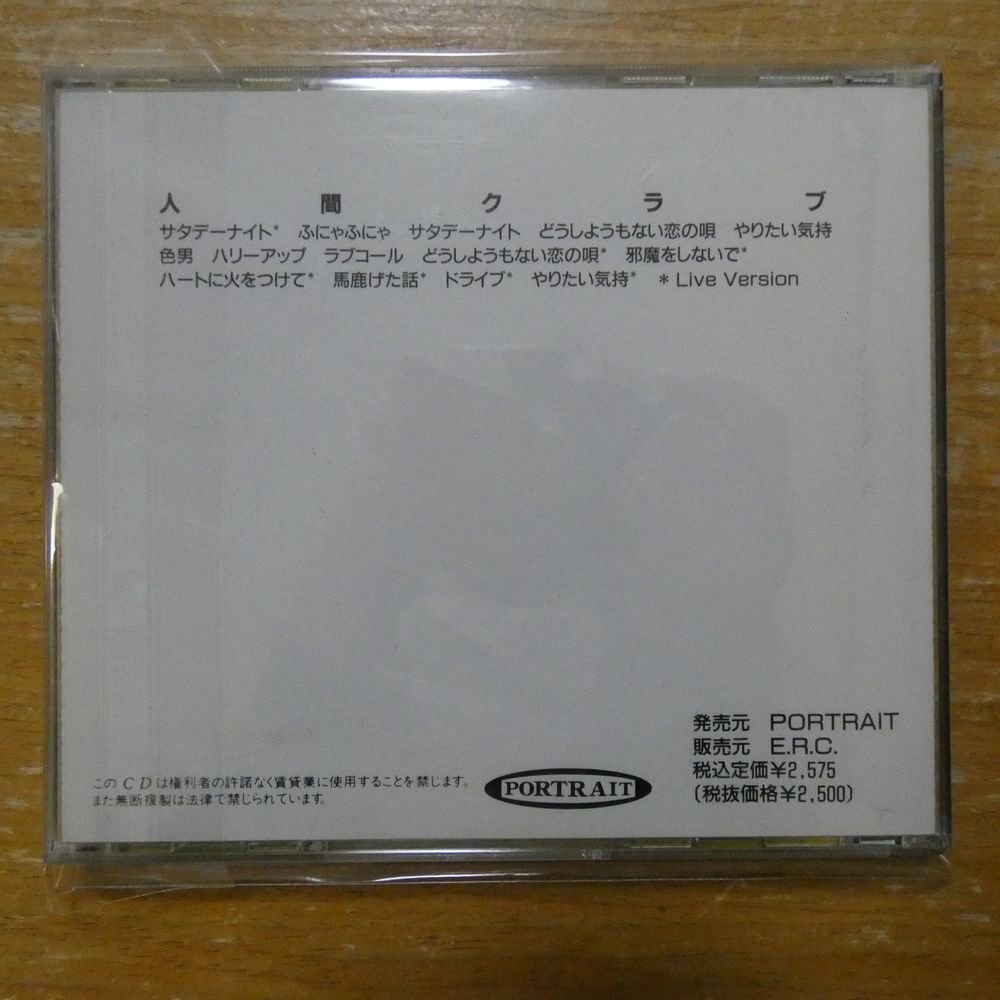 人間クラブ
サタデーナイト* ふにゃふにゃ サタデーナイト どうしようもない恋の唄 やりたい気持
色男 ハリーアップ ラブコール どうしようもない恋の唄* 邪魔をしないで*
ハートに火をつけて* 馬鹿げた話* ドライブ* やりたい気持* *Live Version
発売元 PORTRAIT
販売元 E.R.C.
税込定価¥2,575
(税抜価格¥2,500)
このCDは権利者の許諾なく賃貸業に使用することを禁じます。
また無断複製は法律で禁じられています。
PORTRAIT